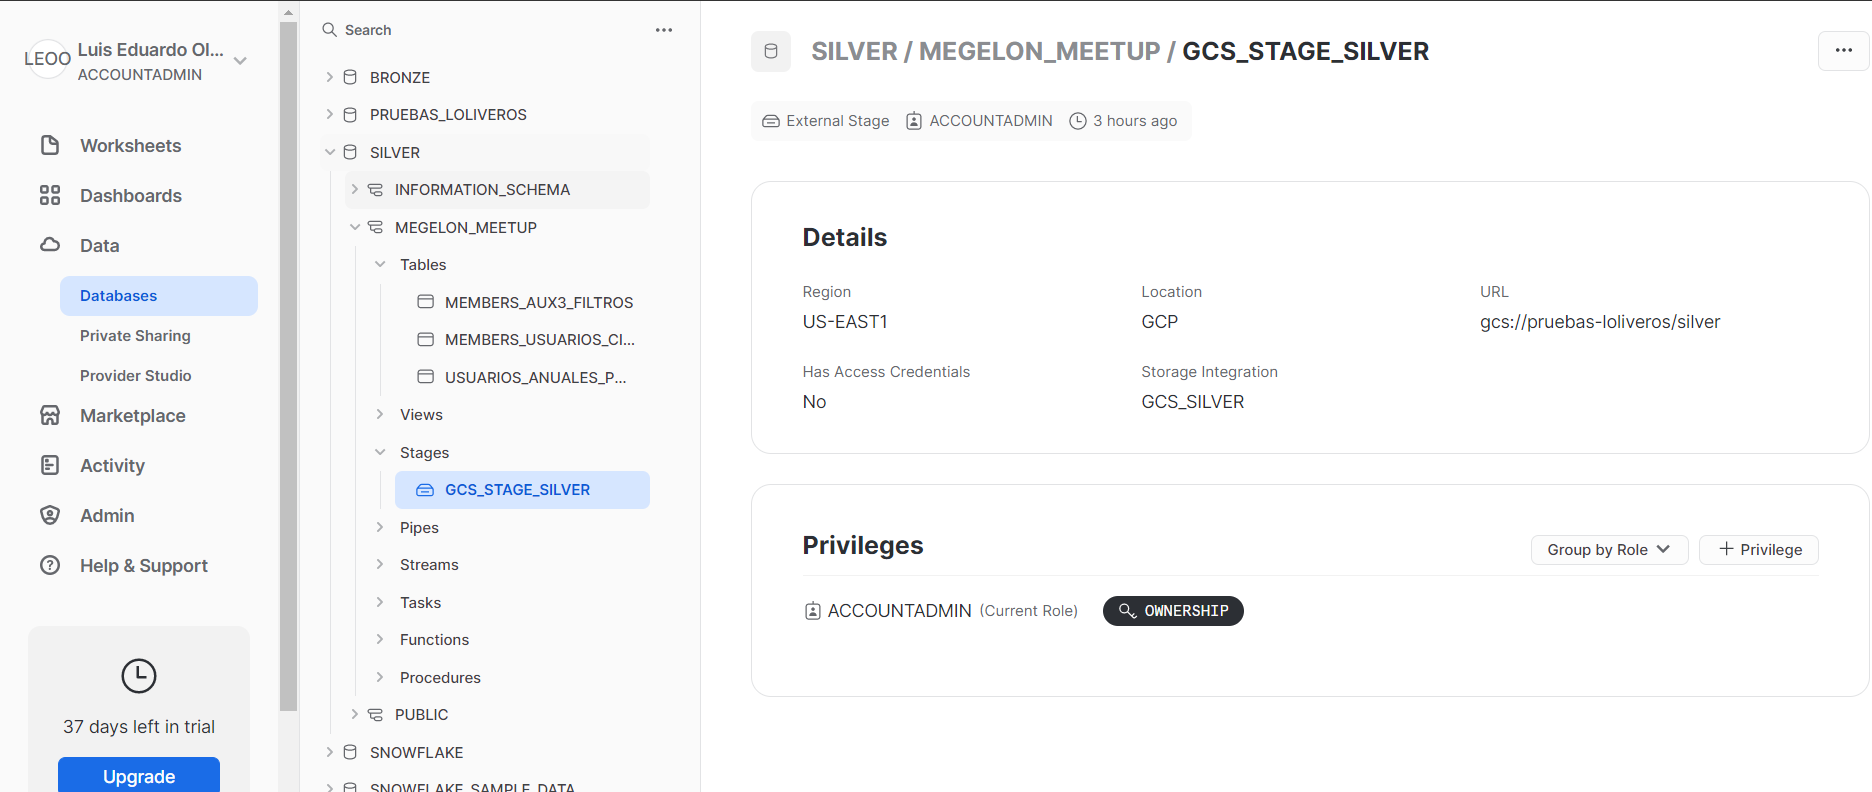 LEOO
Luis Eduardo Ol...
ACCOUNTADMIN
Worksheets
Dashboards
Data
Databases
Private Sharing
Provider Studio
Marketplace
Activity
Admin
Help & Support
37 days left in trial
Upgrade
Search
BRONZE
PRUEBAS_LOLIVEROS
SILVER
INFORMATION_SCHEMA
MEGELON_MEETUP
Tables
MEMBERS_AUX3_FILTROS
MEMBERS_USUARIOS_CI...
USUARIOS_ANUALES_P...
Views
Stages
GCS_STAGE_SILVER
Pipes
Streams
Tasks
Functions
Procedures
PUBLIC
SNOWFLAKE
SNOWFLAKE_SAMPLE_DATA
SILVER / MEGELON_MEETUP / GCS_STAGE_SILVER
External Stage ACCOUNTADMIN 3 hours ago
Details
Region Location URL
US-EAST1 GCP gcs://pruebas-loliveros/silver
Has Access Credentials Storage Integration
No GCS_SILVER
Privileges
Group by Role + Privilege
ACCOUNTADMIN (Current Role) OWNERSHIP